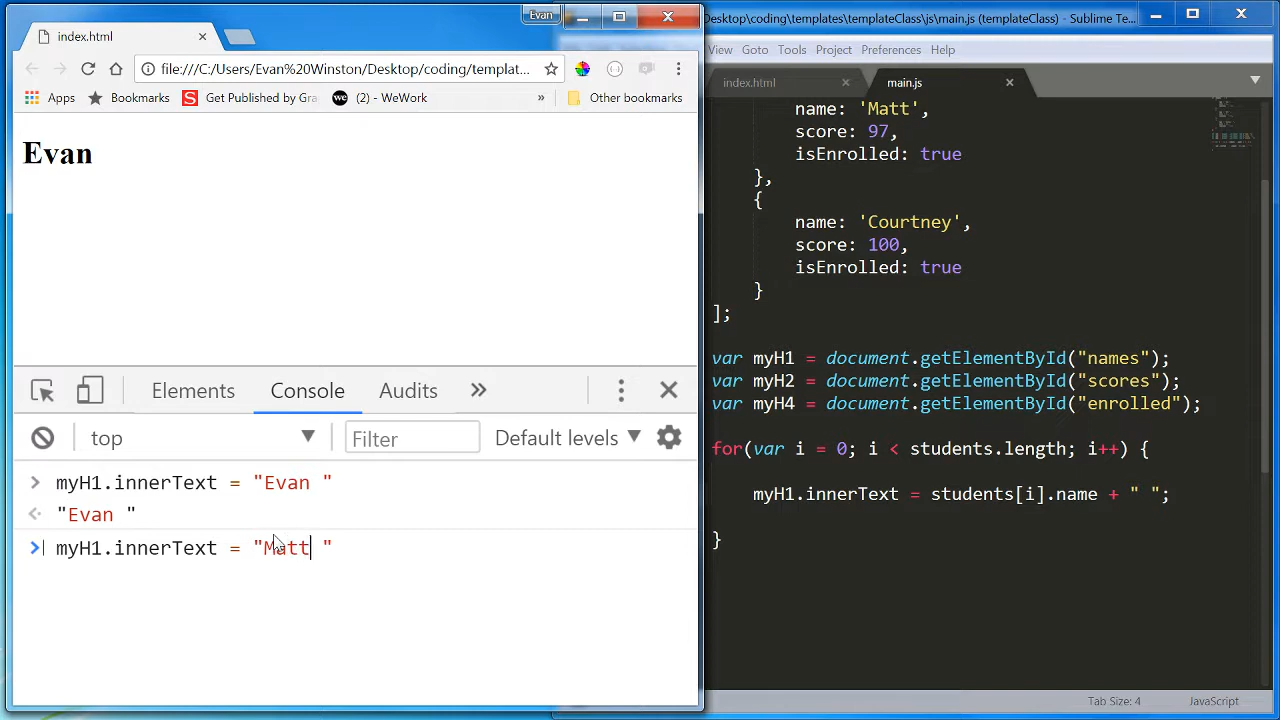 Evan
index.html
file:///C:/Users/Evan%20Winston/Desktop/coding/templat...
Apps Bookmarks S Get Published by Gra we (2) - WeWork » Other bookmarks
Evan
Elements Console Audits »
top Filter Default levels
> myH1.innerText = "Evan "
"Evan "
> myH1.innerText = "Matt "
Desktop\coding\templates\templateClass\js\main.js (templateClass) - Sublime Te...
View Goto Tools Project Preferences Help
index.html main.js
name: 'Matt',
score: 97,
isEnrolled: true
},
{
name: 'Courtney',
score: 100,
isEnrolled: true
}
];
var myH1 = document.getElementById("names");
var myH2 = document.getElementById("scores");
var myH4 = document.getElementById("enrolled");
for(var i = 0; i < students.length; i++) {
myH1.innerText = students[i].name + " ";
}
Tab Size: 4 JavaScript